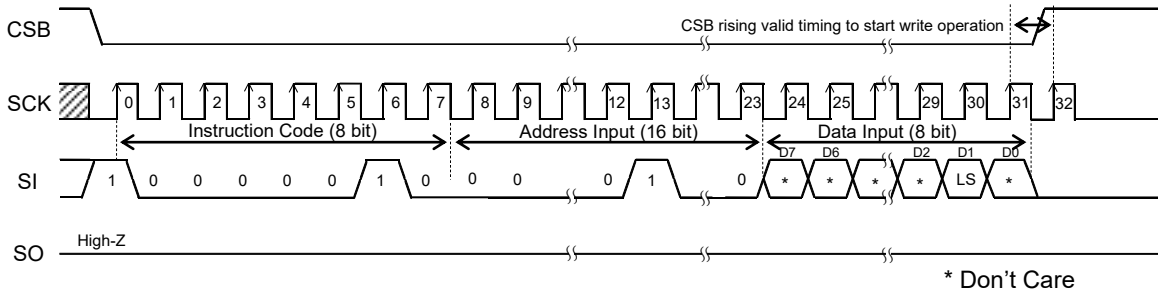 CSB
CSB rising valid timing to start write operation
SCK
0 1 2 3 4 5 6 7 8 9 12 13 23 24 25 29 30 31 32
Instruction Code (8 bit) Address Input (16 bit) Data Input (8 bit)
D7 D6 D2 D1 D0
SI 1 0 0 0 0 0 1 0 0 0 0 1 0 * * * * LS *
High-Z
SO
* Don't Care